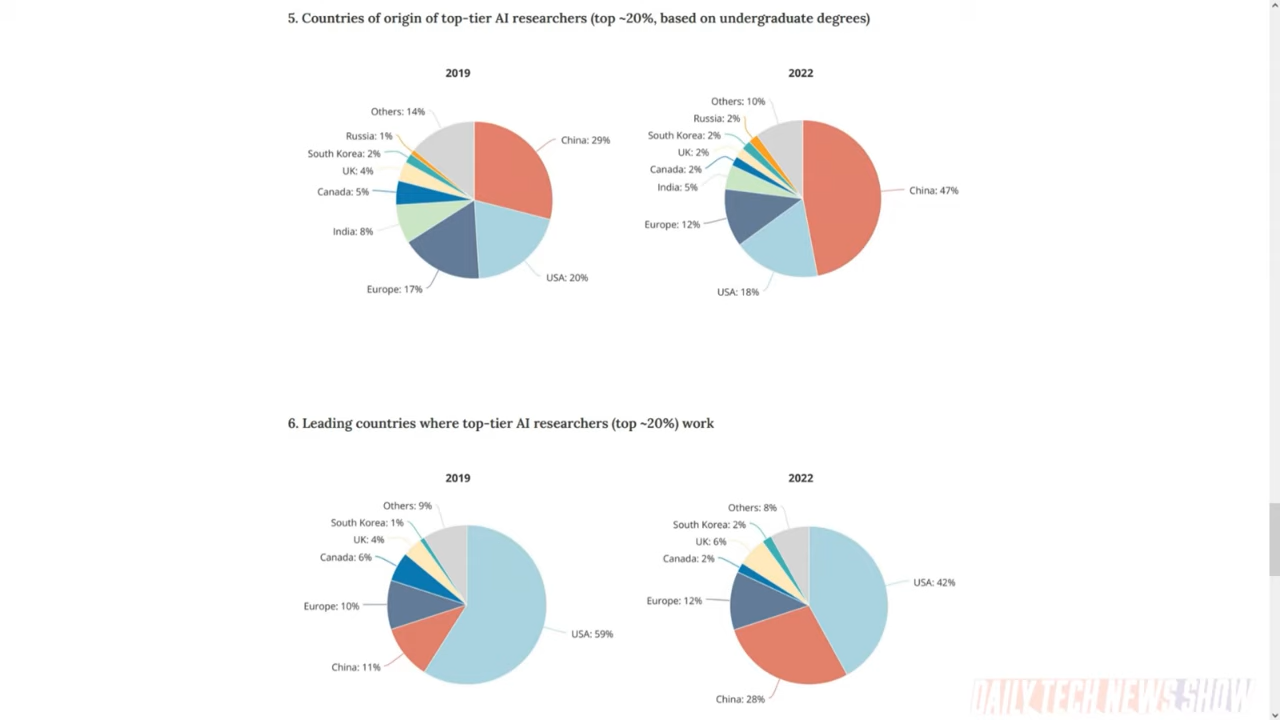 5. Countries of origin of top-tier AI researchers (top ~20%, based on undergraduate degrees)
2019
Others: 14%
Russia: 1%
South Korea: 2%
UK: 4%
Canada: 5%
India: 8%
Europe: 17%
USA: 20%
China: 29%
2022
Others: 10%
Russia: 2%
South Korea: 2%
UK: 2%
Canada: 2%
India: 5%
Europe: 12%
USA: 18%
China: 47%
6. Leading countries where top-tier AI researchers (top ~20%) work
2019
Others: 9%
South Korea: 1%
UK: 4%
Canada: 6%
Europe: 10%
China: 11%
USA: 59%
2022
Others: 8%
South Korea: 2%
UK: 6%
Canada: 2%
Europe: 12%
China: 28%
USA: 42%
DAILY TECH NEWS SHOW